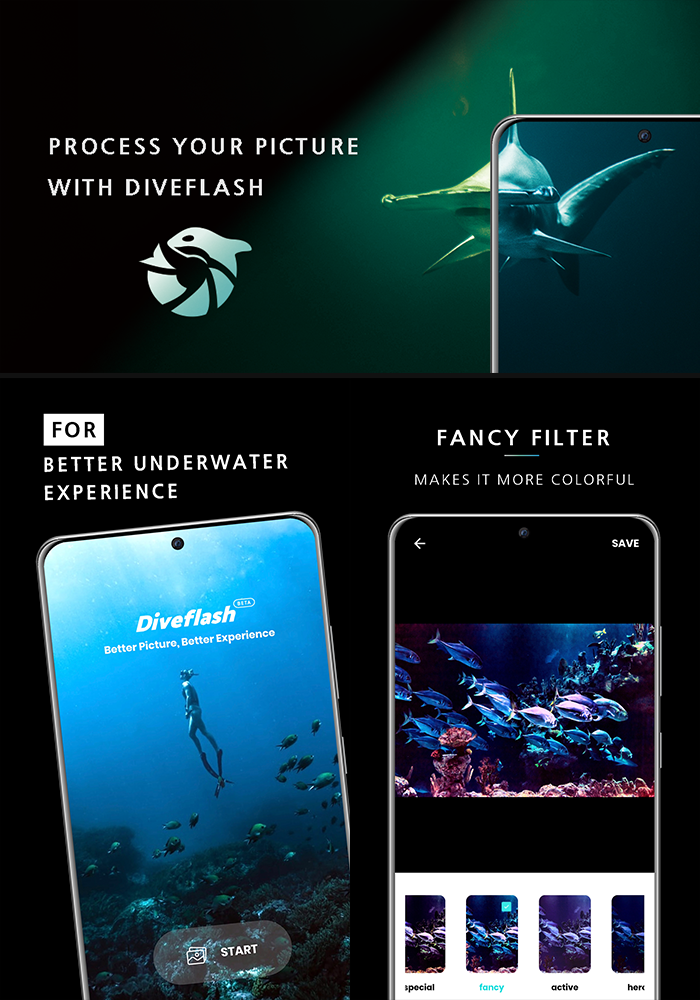 PROCESS YOUR PICTURE
WITH DIVEFLASH
FOR
BETTER UNDERWATER
EXPERIENCE
Diveflash BETA
Better Picture, Better Experience
START
FANCY FILTER
MAKES IT MORE COLORFUL
SAVE
special fancy active hero